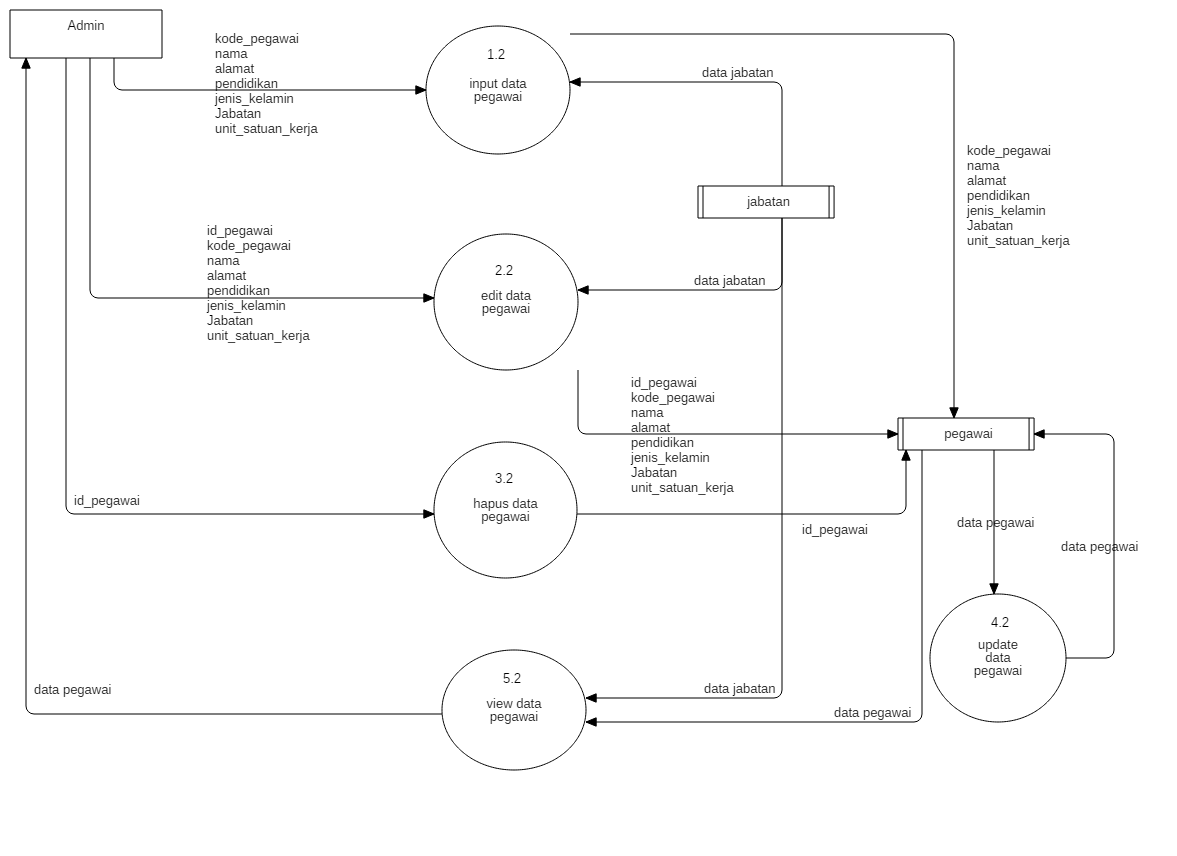 Admin
kode_pegawai
nama
alamat
pendidikan
jenis_kelamin
Jabatan
unit_satuan_kerja
1.2
input data
pegawai
data jabatan
kode_pegawai
nama
alamat
pendidikan
jenis_kelamin
Jabatan
unit_satuan_kerja
jabatan
id_pegawai
kode_pegawai
nama
alamat
pendidikan
jenis_kelamin
Jabatan
unit_satuan_kerja
2.2
edit data
pegawai
data jabatan
id_pegawai
kode_pegawai
nama
alamat
pendidikan
jenis_kelamin
Jabatan
unit_satuan_kerja
pegawai
id_pegawai
3.2
hapus data
pegawai
id_pegawai
data pegawai
data pegawai
4.2
update
data
pegawai
data pegawai
5.2
view data
pegawai
data jabatan
data pegawai